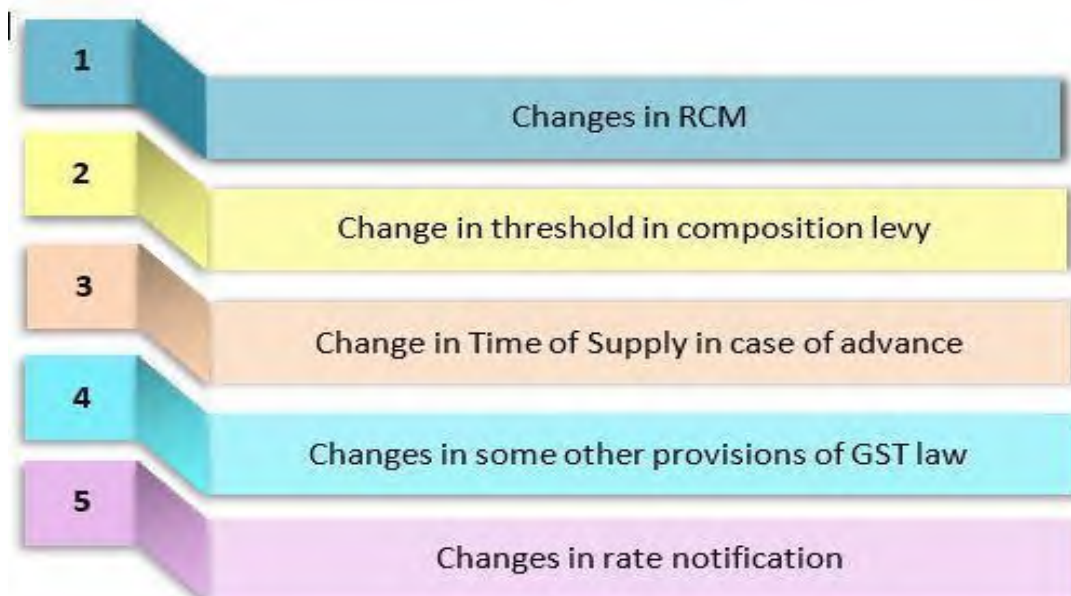 1
Changes in RCM
2
Change in threshold in composition levy
3
Change in Time of Supply in case of advance
4
Changes in some other provisions of GST law
5
Changes in rate notification